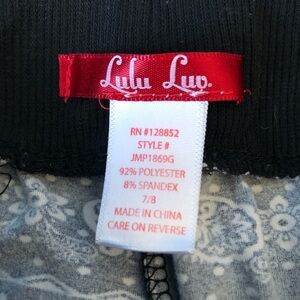 Lulu Luv.
RN #128852
STYLE #
JMP1869G
92% POLYESTER
8% SPANDEX
7/8
MADE IN CHINA
CARE ON REVERSE